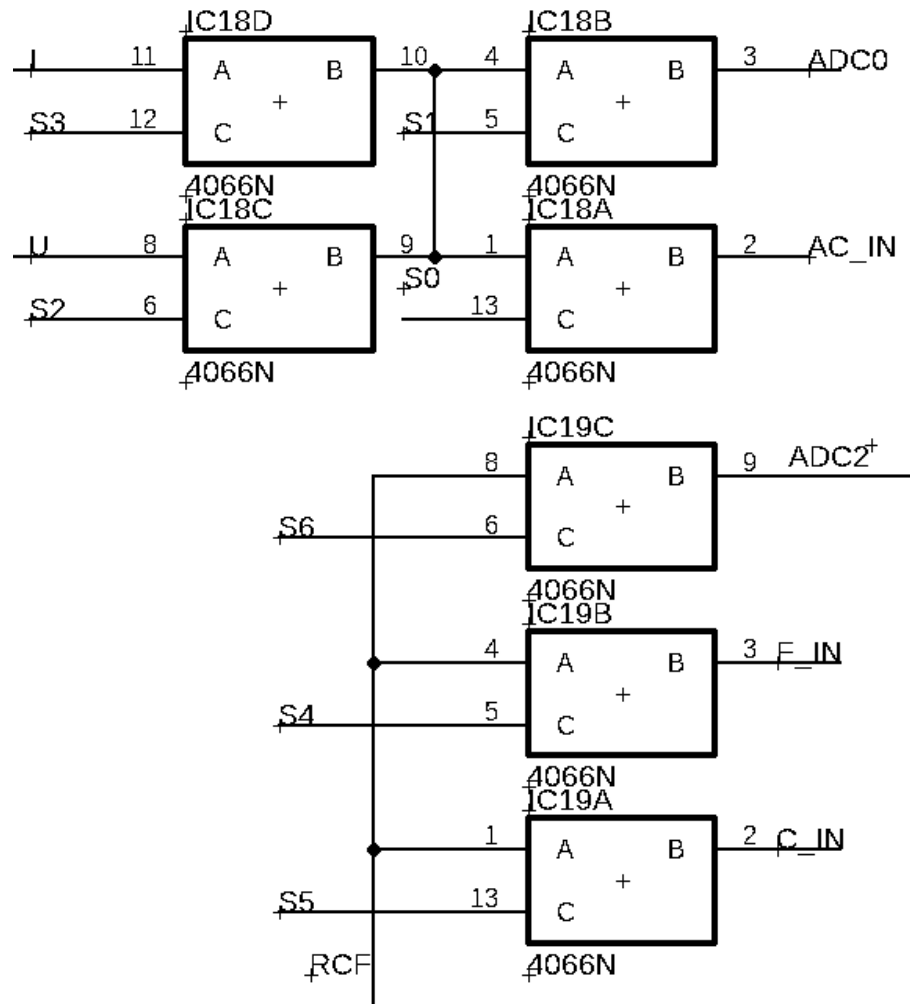 IC18D IC18B
I 11 A B 10 4 A B 3 ADC0
S3 12 C S1 5 C
4066N 4066N
IC18C IC18A
U 8 A B 9 1 A B 2 AC_IN
S0
S2 6 C 13 C
4066N 4066N
IC19C
8 A B 9 ADC2
S6 6 C
4066N
IC19B
4 A B 3 F_IN
S4 5 C
4066N
IC19A
1 A B 2 C_IN
S5 13 C
RCF 4066N